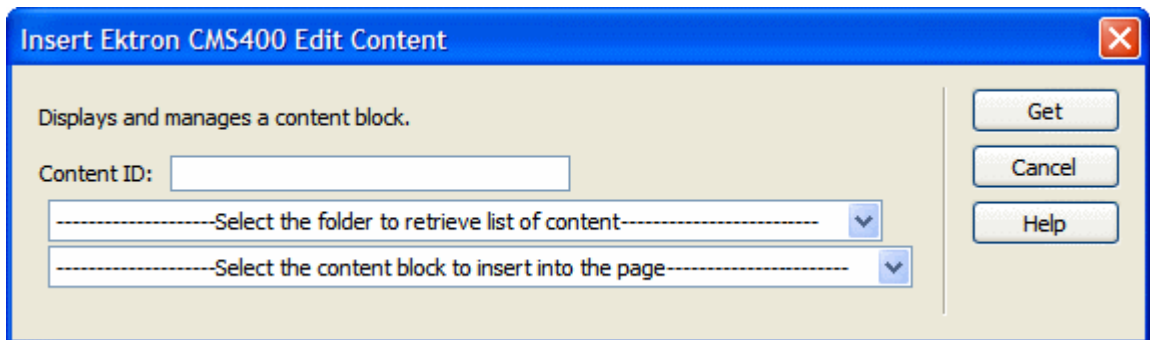 Insert Ektron CMS400 Edit Content
Displays and manages a content block.
Content ID:
---------------------Select the folder to retrieve list of content--------------------------
---------------------Select the content block to insert into the page------------------------
Get
Cancel
Help